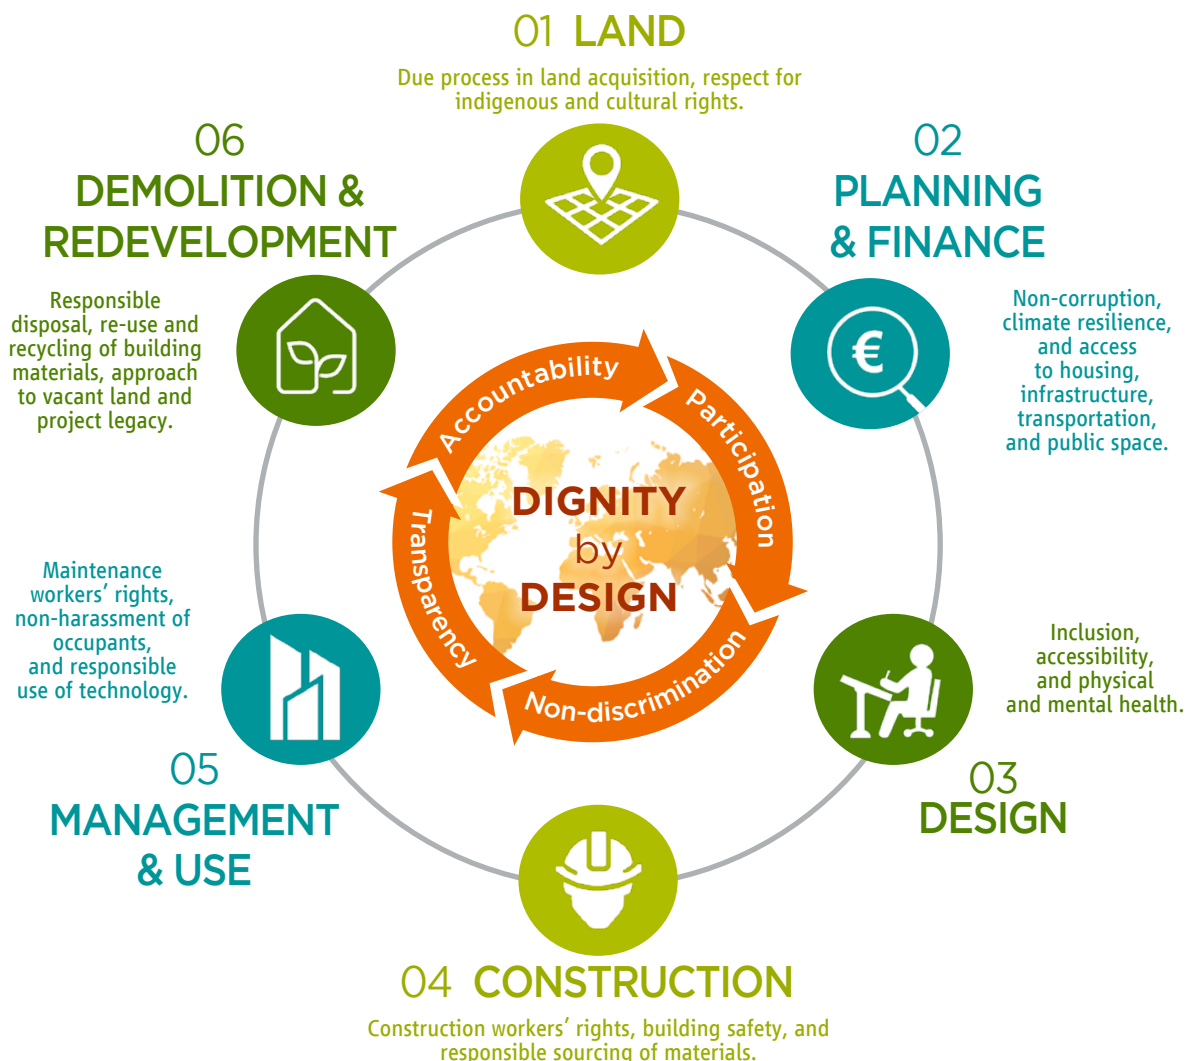 01 LAND
Due process in land acquisition, respect for
indigenous and cultural rights.
02
PLANNING
& FINANCE
Non-corruption,
climate resilience,
and access
to housing,
infrastructure,
transportation,
and public space.
€
03
DESIGN
Inclusion,
accessibility,
and physical
and mental health.
04 CONSTRUCTION
Construction workers’ rights, building safety, and
responsible sourcing of materials.
05
MANAGEMENT
& USE
Maintenance
workers’ rights,
non-harassment of
occupants,
and responsible
use of technology.
06
DEMOLITION &
REDEVELOPMENT
Responsible
disposal, re-use and
recycling of building
materials, approach
to vacant land and
project legacy.
Accountability
Participation
Non-discrimination
Transparency
DIGNITY
by
DESIGN